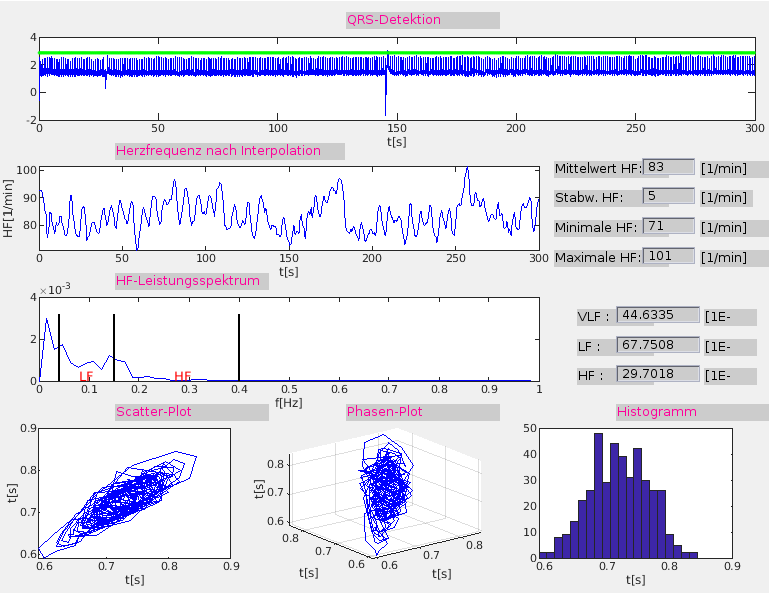 QRS-Detektion
4
2
0
-2
0 50 100 150 200 250 300
t[s]
Herzfrequenz nach Interpolation
100
90
80
HF[1/min]
0 50 100 150 200 250 300
t[s]
Mittelwert HF: 83 [1/min]
Stabw. HF: 5 [1/min]
Minimale HF: 71 [1/min]
Maximale HF: 101 [1/min]
HF-Leistungsspektrum
×10⁻³
4
2
0
LF HF
0 0.1 0.2 0.3 0.4 0.5 0.6 0.7 0.8 0.9 1
f[Hz]
VLF : 44.6335 [1E-
LF : 67.7508 [1E-
HF : 29.7018 [1E-
Scatter-Plot
0.9
0.8
0.7
0.6
t[s]
0.6 0.7 0.8 0.9
t[s]
Phasen-Plot
0.8
0.7
0.6
t[s]
0.8 0.7 0.6
t[s]
0.6 0.7 0.8
t[s]
Histogramm
50
40
30
20
10
0
0.6 0.7 0.8 0.9
t[s]